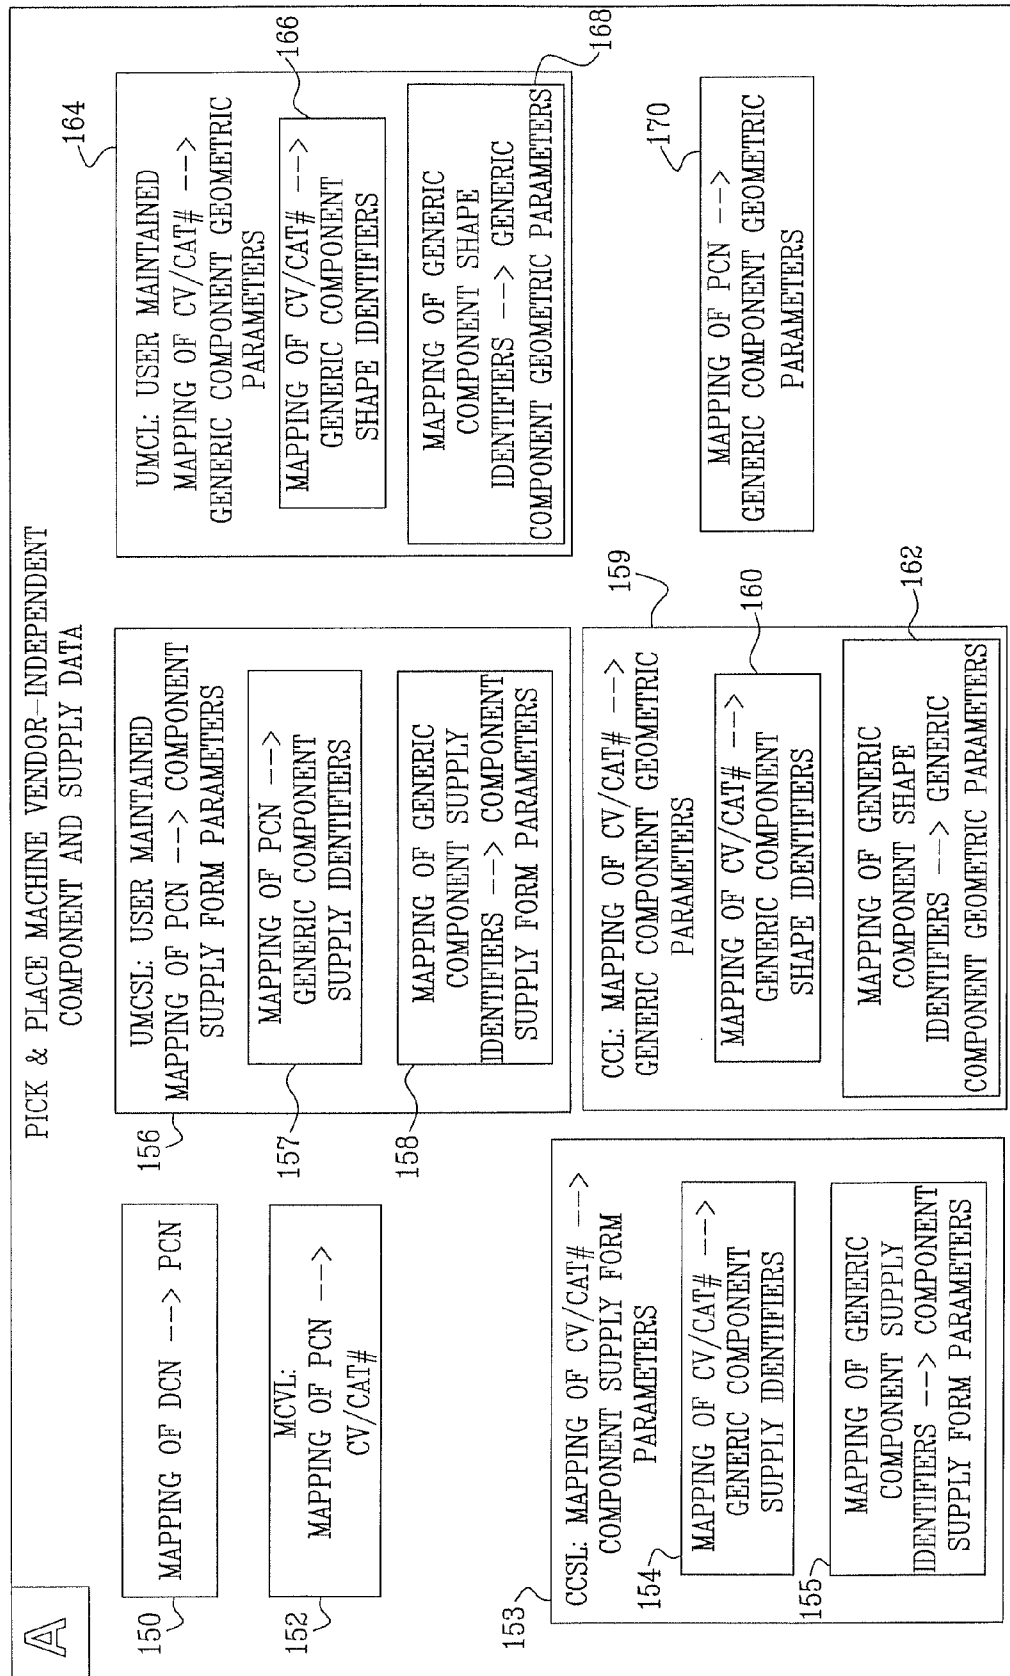 A
PICK & PLACE MACHINE VENDOR-INDEPENDENT
COMPONENT AND SUPPLY DATA
150
MAPPING OF DCN --> PCN
152
MCVL:
MAPPING OF PCN --->
CV/CAT#
153
CCSL: MAPPING OF CV/CAT# --->
COMPONENT SUPPLY FORM
PARAMETERS
154
MAPPING OF CV/CAT# --->
GENERIC COMPONENT
SUPPLY IDENTIFIERS
155
MAPPING OF GENERIC
COMPONENT SUPPLY
IDENTIFIERS --> COMPONENT
SUPPLY FORM PARAMETERS
156
UMCSL: USER MAINTAINED
MAPPING OF PCN --> COMPONENT
SUPPLY FORM PARAMETERS
157
MAPPING OF PCN -->
GENERIC COMPONENT
SUPPLY IDENTIFIERS
158
MAPPING OF GENERIC
COMPONENT SUPPLY
IDENTIFIERS --> COMPONENT
SUPPLY FORM PARAMETERS
159
CCL: MAPPING OF CV/CAT# --->
GENERIC COMPONENT GEOMETRIC
PARAMETERS
160
MAPPING OF CV/CAT# --->
GENERIC COMPONENT
SHAPE IDENTIFIERS
162
MAPPING OF GENERIC
COMPONENT SHAPE
IDENTIFIERS --> GENERIC
COMPONENT GEOMETRIC PARAMETERS
164
UMCL: USER MAINTAINED
MAPPING OF CV/CAT# --->
GENERIC COMPONENT GEOMETRIC
PARAMETERS
166
MAPPING OF CV/CAT# --->
GENERIC COMPONENT
SHAPE IDENTIFIERS
168
MAPPING OF GENERIC
COMPONENT SHAPE
IDENTIFIERS --> GENERIC
COMPONENT GEOMETRIC PARAMETERS
170
MAPPING OF PCN -->
GENERIC COMPONENT GEOMETRIC
PARAMETERS